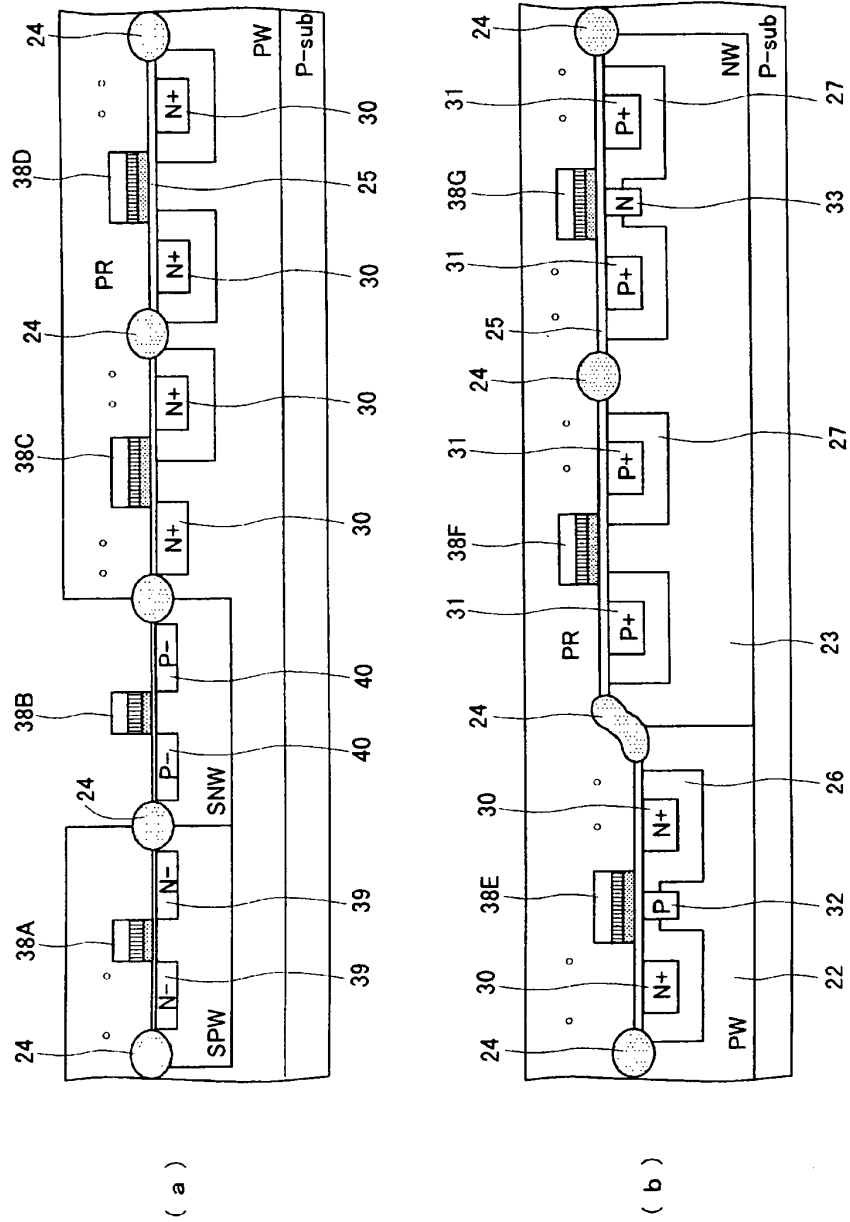 (a)
24 38A 38B 38C 24 38D 24
24
PR
N- N- P- P- N+ N+ N+ N+
25
SPW SNW PW
39 39 40 40 30 30 30 30
P-sub
(b)
24 30 38E 30 24 31 38F 31 24 25 31 38G 31 24
PR
P+ P+ P+ N P+
N+ P N+
PW NW
P-sub
22 32 26 23 27 33 27